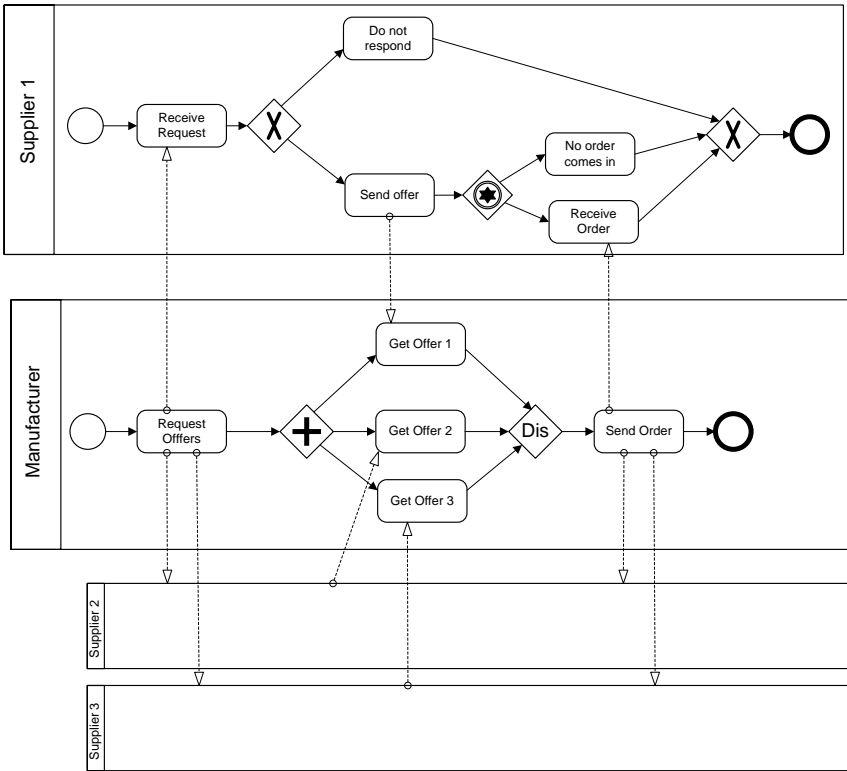 Supplier 1
Do not
respond
Receive
Request
X
X
No order
comes in
Send offer
Receive
Order
Manufacturer
Get Offer 1
Request
Offfers
Get Offer 2
Dis
Send Order
Get Offer 3
Supplier 2
Supplier 3